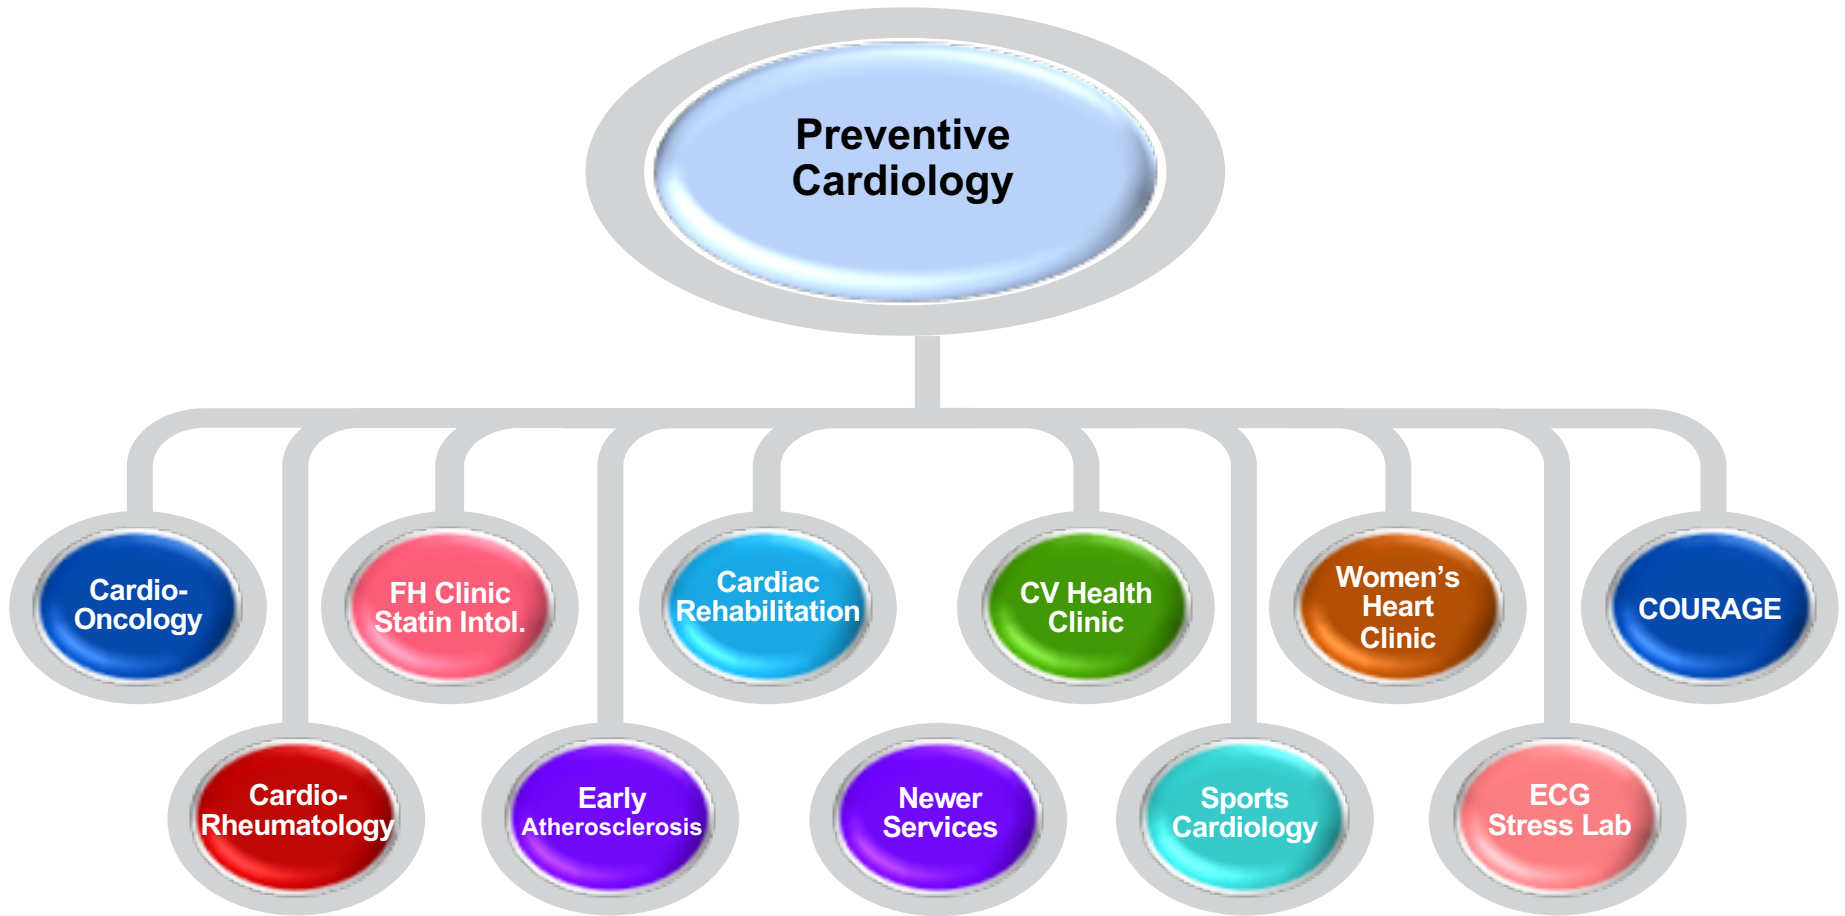 Preventive
Cardiology
Cardio-
Oncology
FH Clinic
Statin Intol.
Cardiac
Rehabilitation
CV Health
Clinic
Women’s
Heart
Clinic
COURAGE
Cardio-
Rheumatology
Early
Atherosclerosis
Newer
Services
Sports
Cardiology
ECG
Stress Lab